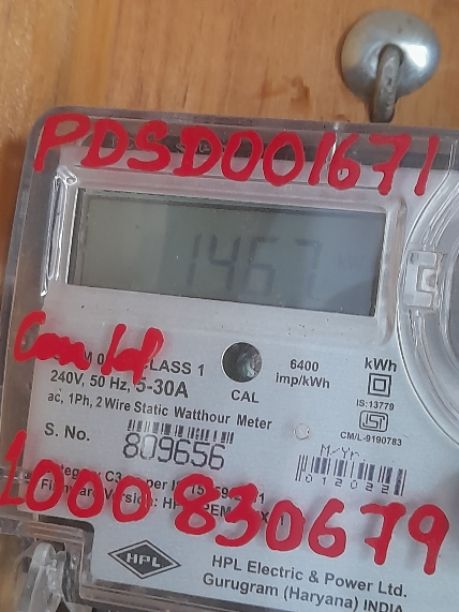 PDSD001671
1467
CLASS 1
6400 imp/kWh
kWh
240V, 50 Hz, 5-30A
CAL
ac, 1Ph, 2 Wire Static Watthour Meter
IS:13779
ISI
CM/L-9190783
S. No.
809656
M/Yr.
012022
1000830679
HPL
HPL Electric & Power Ltd.
Gurugram (Haryana) INDIA